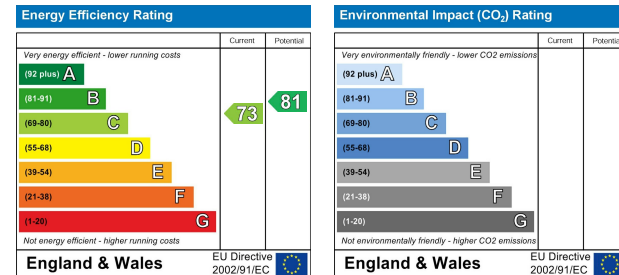 Energy Efficiency Rating
Current Potential
Very energy efficient - lower running costs
(92 plus) A
(81-91) B
(69-80) C
(55-68) D
(39-54) E
(21-38) F
(1-20) G
73
81
Not energy efficient - higher running costs
England & Wales
EU Directive
2002/91/EC
Environmental Impact (CO₂) Rating
Current Potentia
Very environmentally friendly - lower CO2 emissions
(92 plus) A
(81-91) B
(69-80) C
(55-68) D
(39-54) E
(21-38) F
(1-20) G
Not environmentally friendly - higher CO2 emissions
England & Wales
EU Directive
2002/91/EC